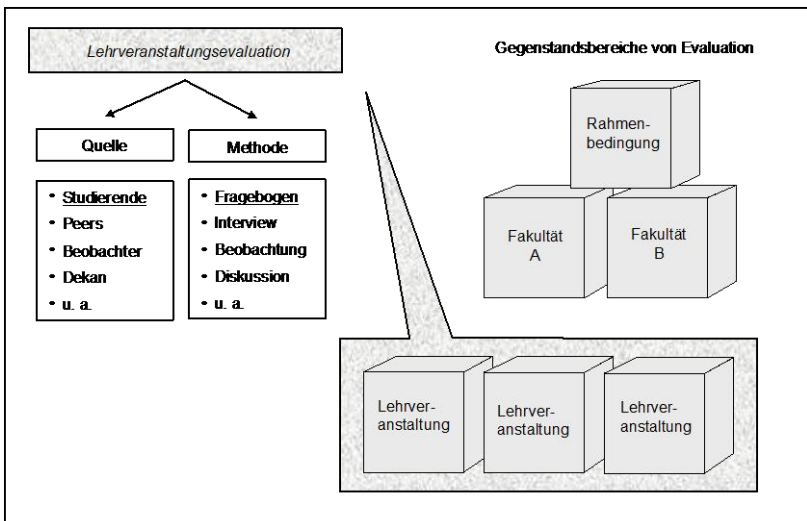 Lehrveranstaltungsevaluation
Quelle
• Studierende
• Peers
• Beobachter
• Dekan
• u. a.
Methode
• Fragebogen
• Interview
• Beobachtung
• Diskussion
• u. a.
Gegenstandsbereiche von Evaluation
Rahmen-
bedingung
Fakultät
A
Fakultät
B
Lehrver-
anstaltung
Lehrver-
anstaltung
Lehrver-
anstaltung